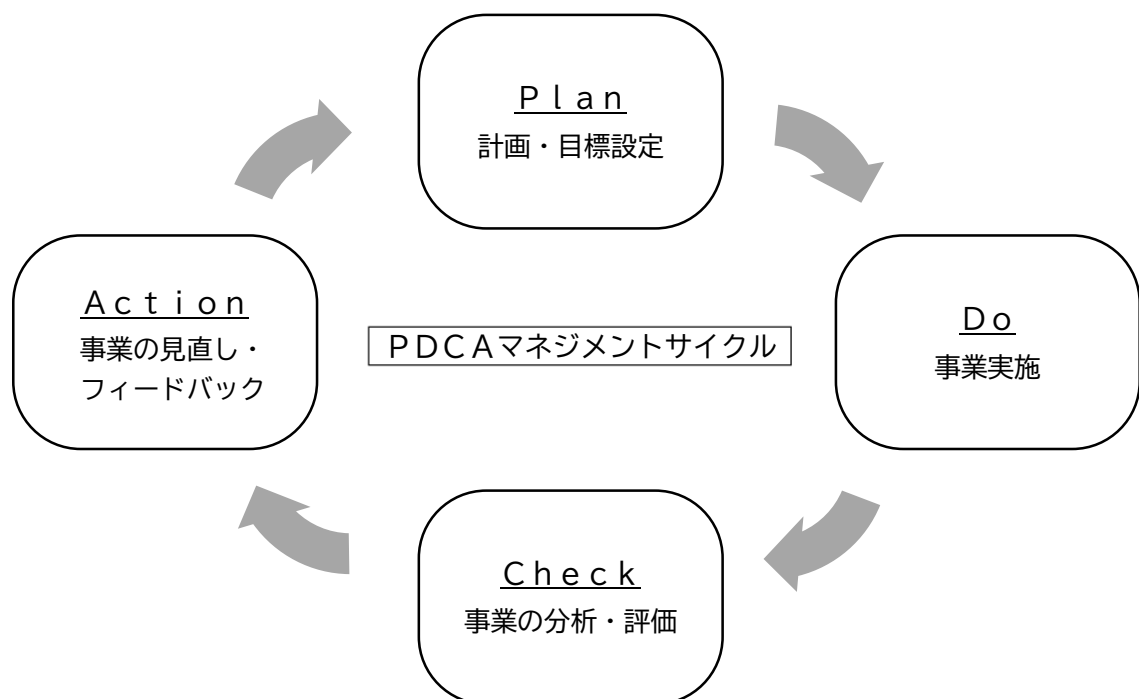 Ｐｌａｎ
計画・目標設定
Ｄｏ
事業実施
Ｃｈｅｃｋ
事業の分析・評価
Ａｃｔｉｏｎ
事業の見直し・
フィードバック
ＰＤＣＡマネジメントサイクル